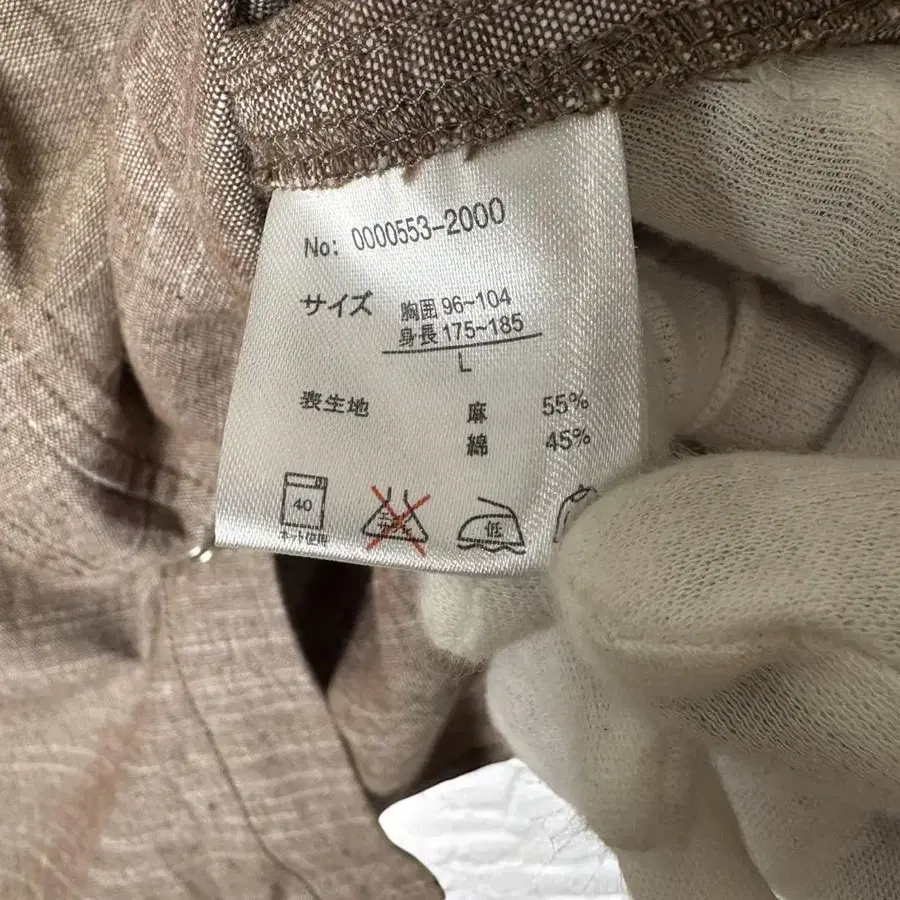 No: 0000553-2000
サイズ 胸囲 96~104
身長 175~185
L
表生地 麻 55%
綿 45%
40
ネット使用
低